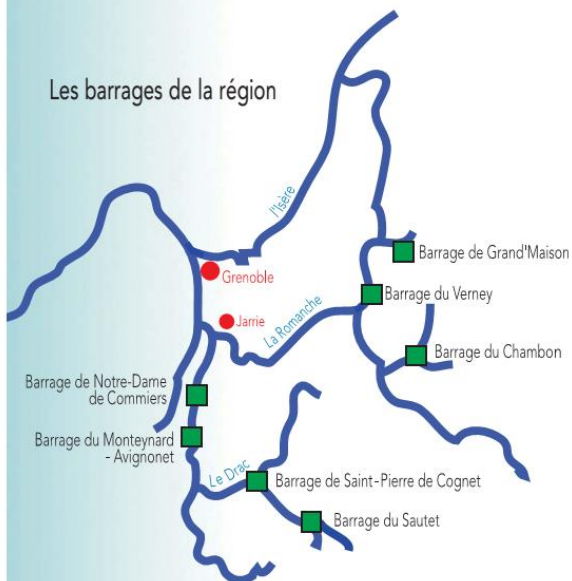 Les barrages de la région
l'Isère
Barrage de Grand'Maison
Grenoble
Barrage du Verney
Jarrie
La Romanche
Barrage du Chambon
Barrage de Notre-Dame
de Commiers
Barrage du Monteynard
- Avignonet
Le Drac
Barrage de Saint-Pierre de Cognet
Barrage du Sautet